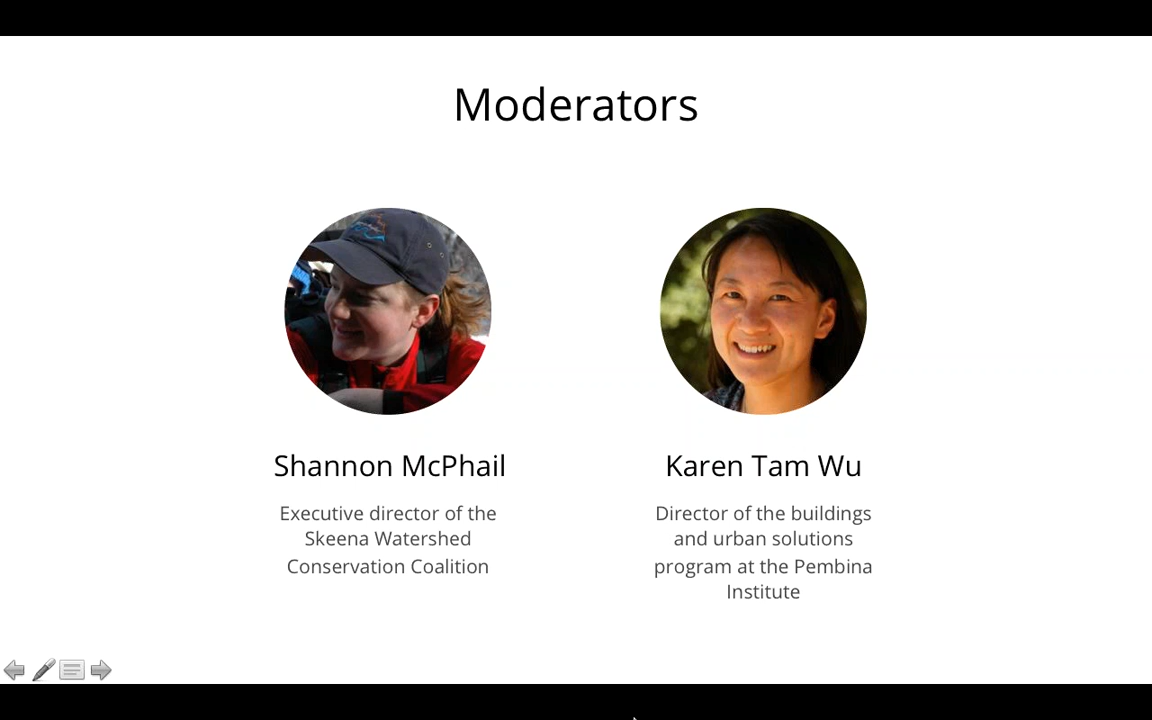 Moderators
Shannon McPhail
Executive director of the
Skeena Watershed
Conservation Coalition
Karen Tam Wu
Director of the buildings
and urban solutions
program at the Pembina
Institute